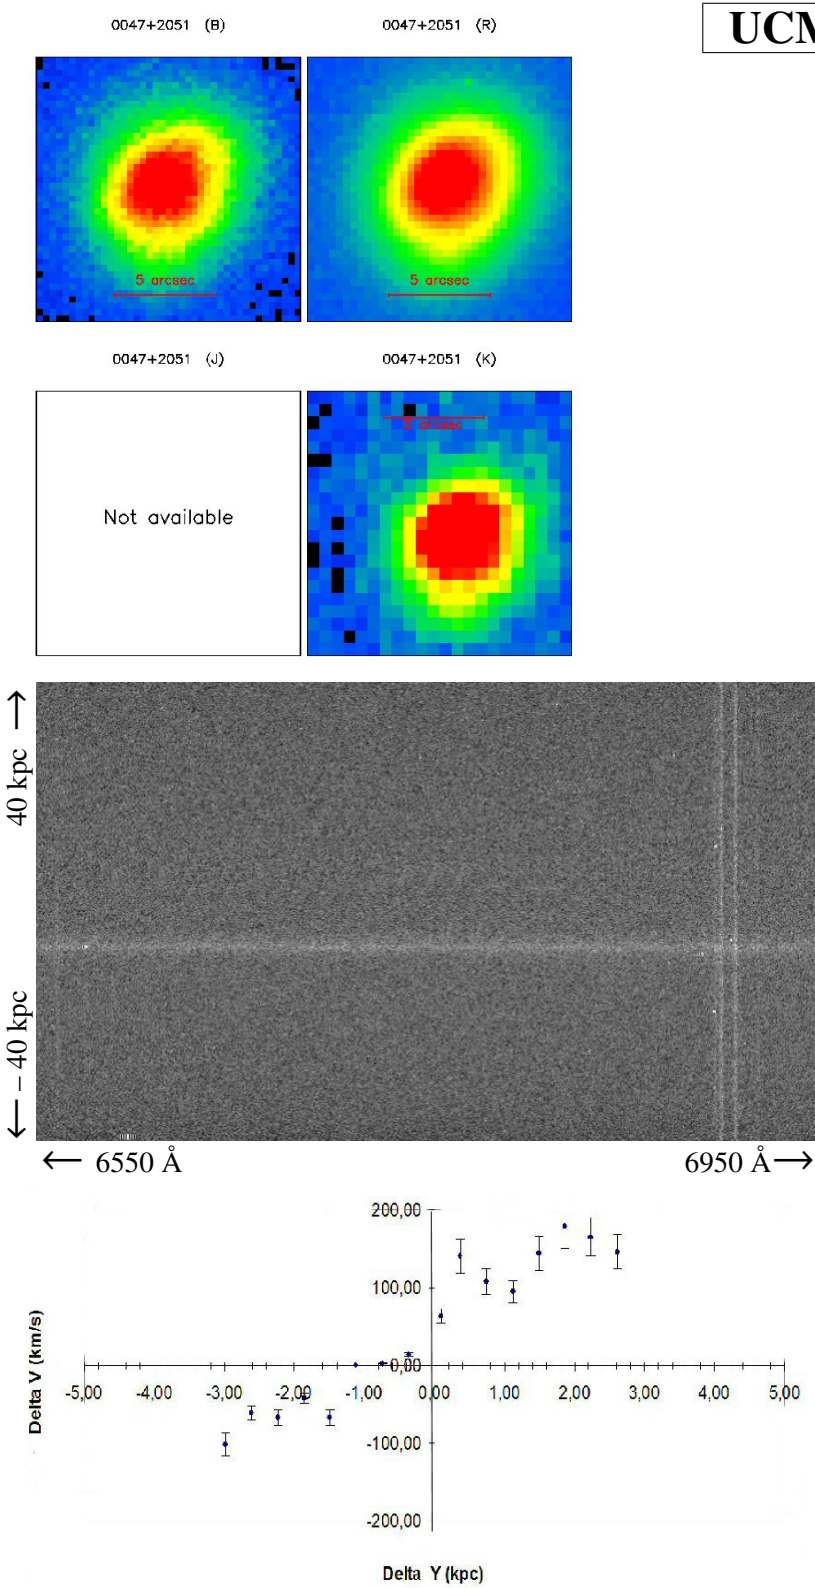 0047+2051 (B)
0047+2051 (R)
UCM
5 arcsec
5 arcsec
0047+2051 (J)
0047+2051 (K)
5 arcsec
Not available
40 kpc
– 40 kpc
6550 Å
6950 Å
200,00
100,00
0,00
-5,00 -4,00 -3,00 -2,00 -1,00 0,00 1,00 2,00 3,00 4,00 5,00
-100,00
-200,00
Delta V (km/s)
Delta Y (kpc)